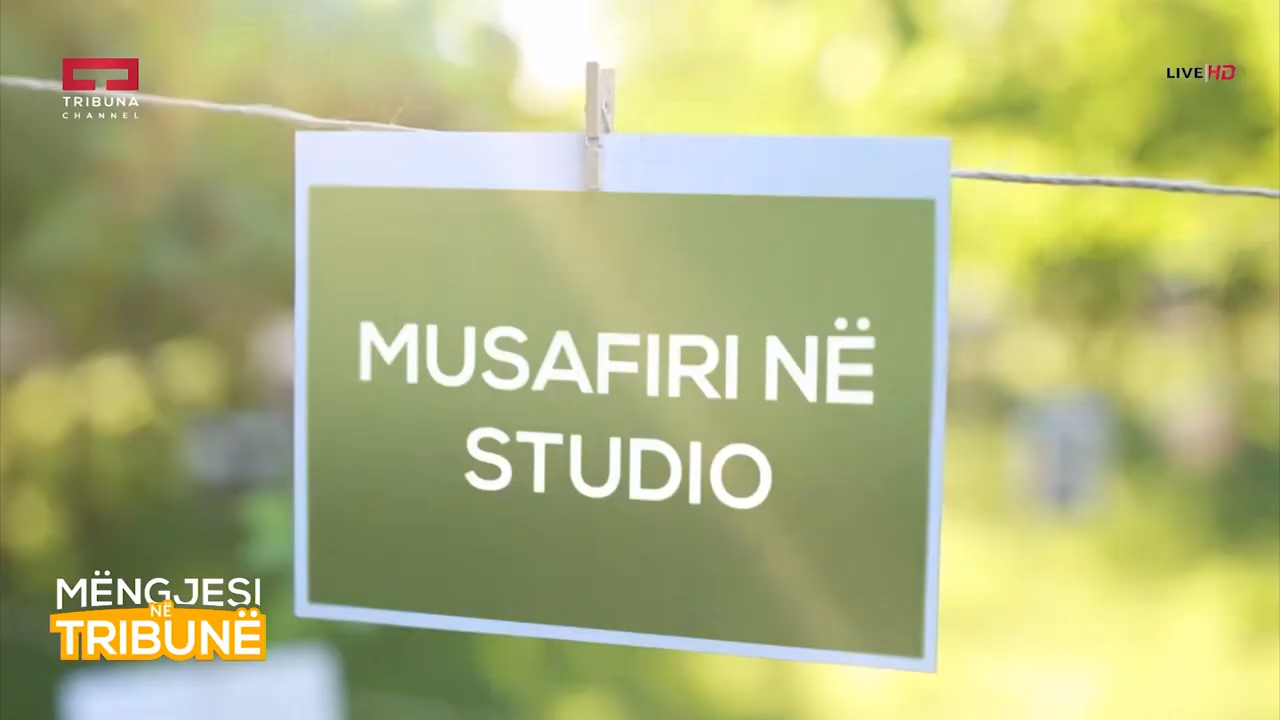 TRIBUNA
CHANNEL
LIVE HD
MUSAFIRI NË
STUDIO
MËNGJESI
NË
TRIBUNË